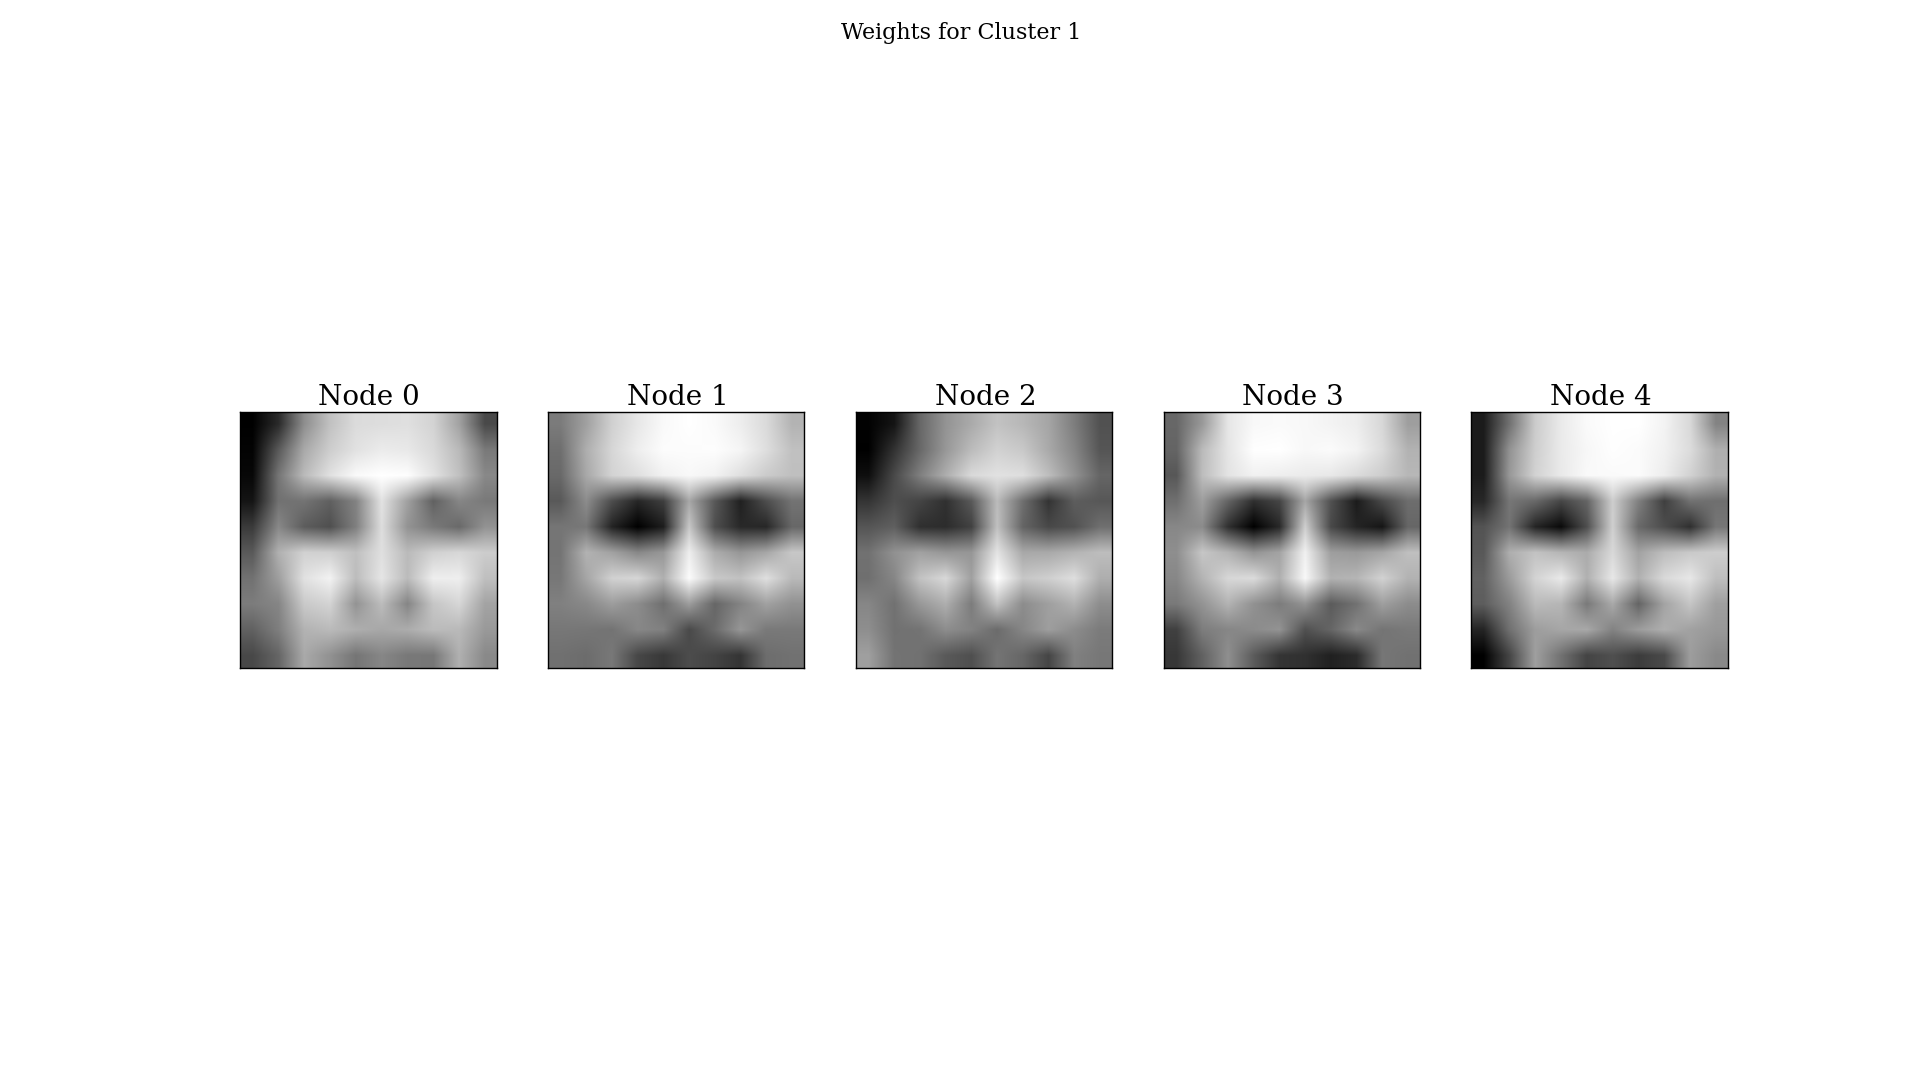 Weights for Cluster 1
Node 0
Node 1
Node 2
Node 3
Node 4